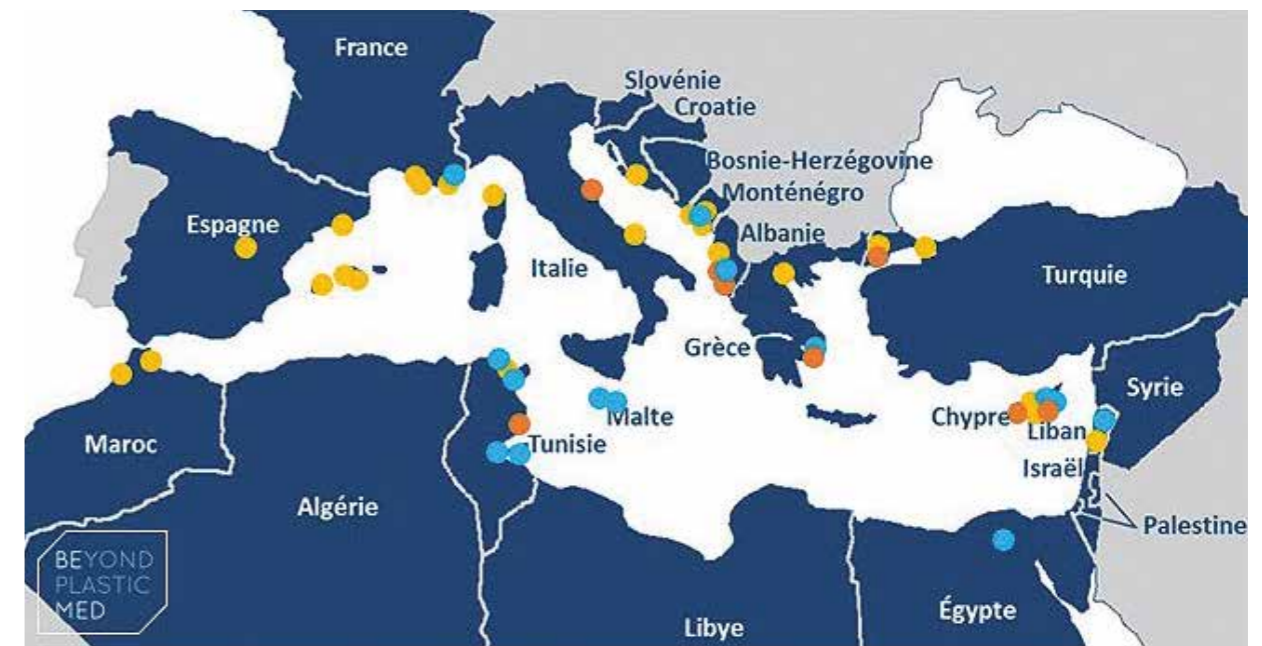 France
Slovénie
Croatie
Bosnie-Herzégovine
Monténégro
Espagne
Albanie
Italie
Turquie
Grèce
Syrie
Chypre
Malte
Liban
Maroc
Tunisie
Israël
Algérie
Palestine
BEYOND
PLASTIC
MED
Égypte
Libye